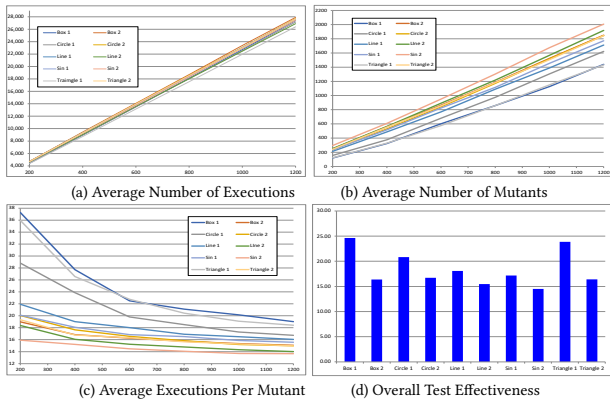 28,000
26,000
24,000
22,000
20,000
18,000
16,000
14,000
12,000
10,000
8,000
6,000
4,000
200 400 600 800 1000 1200
Box 1 Box 2
Circle 1 Circle 2
Line 1 Line 2
Sin 1 Sin 2
Traingle 1 Triangle 2
(a) Average Number of Executions
2200
2000
1800
1600
1400
1200
1000
800
600
400
200
0
200 300 400 500 600 700 800 900 1000 1100 1200
Box 1 Box 2
Circle 1 Circle 2
Line 1 Line 2
Sin 1 Sin 2
Triangle 1 Triangle 2
(b) Average Number of Mutants
38
36
34
32
30
28
26
24
22
20
18
16
14
12
200 400 600 800 1000 1200
Box 1 Box 2
Circle 1 Circle 2
Line 1 Line 2
Sin 1 Sin 2
Triangle 1 Triangle 2
(c) Average Executions Per Mutant
30.00
25.00
20.00
15.00
10.00
5.00
0.00
Box 1 Box 2 Circle 1 Circle 2 Line 1 Line 2 Sin 1 Sin 2 Triangle 1 Triangle 2
(d) Overall Test Effectiveness